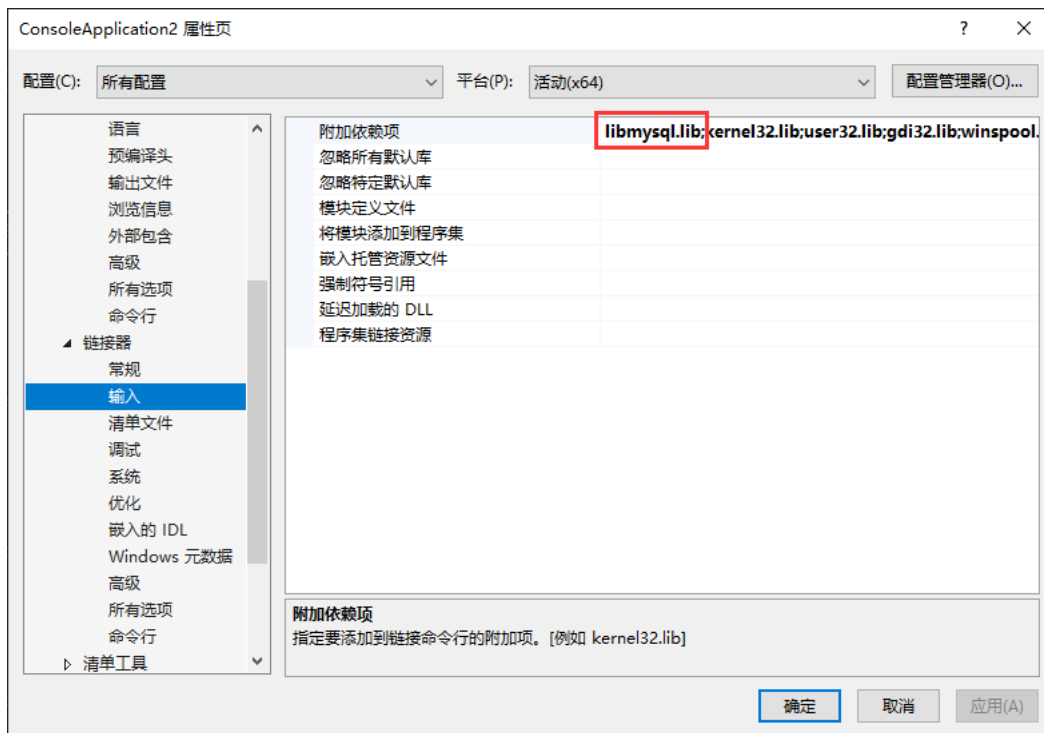 ConsoleApplication2 属性页
?
配置(C):
所有配置
平台(P):
活动(x64)
配置管理器(O)...
语言
预编译头
输出文件
浏览信息
外部包含
高级
所有选项
命令行
链接器
常规
输入
清单文件
调试
系统
优化
嵌入的 IDL
Windows 元数据
高级
所有选项
命令行
清单工具
附加依赖项 libmysql.lib;kernel32.lib;user32.lib;gdi32.lib;winspool.
忽略所有默认库
忽略特定默认库
模块定义文件
将模块添加到程序集
嵌入托管资源文件
强制符号引用
延迟加载的 DLL
程序集链接资源
附加依赖项
指定要添加到链接命令行的附加项。[例如 kernel32.lib]
确定
取消
应用(A)